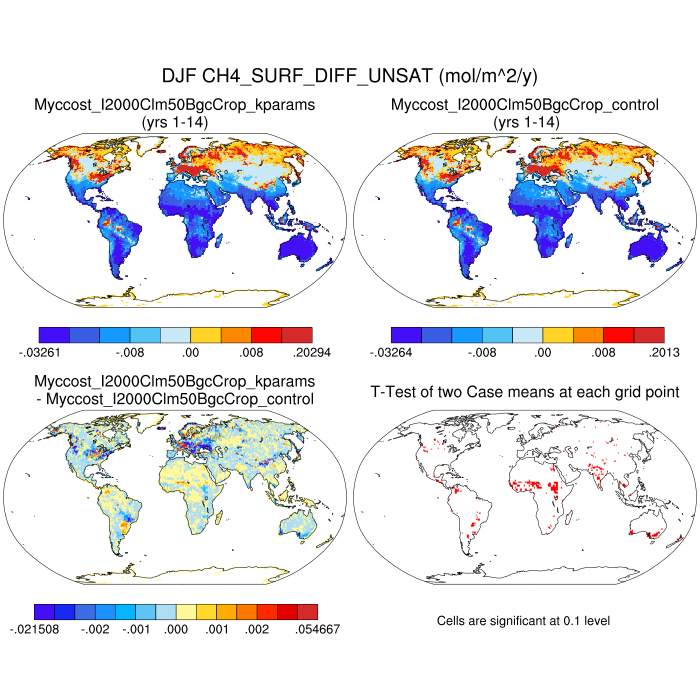 DJF CH4_SURF_DIFF_UNSAT (mol/m^2/y)
Myccost_I2000Clm50BgcCrop_kparams
(yrs 1-14)
Myccost_I2000Clm50BgcCrop_control
(yrs 1-14)
-.03261 -.008 .00 .008 .20294
-.03264 -.008 .00 .008 .2013
Myccost_I2000Clm50BgcCrop_kparams
- Myccost_I2000Clm50BgcCrop_control
T-Test of two Case means at each grid point
-.021508 -.002 -.001 .000 .001 .002 .054667
Cells are significant at 0.1 level